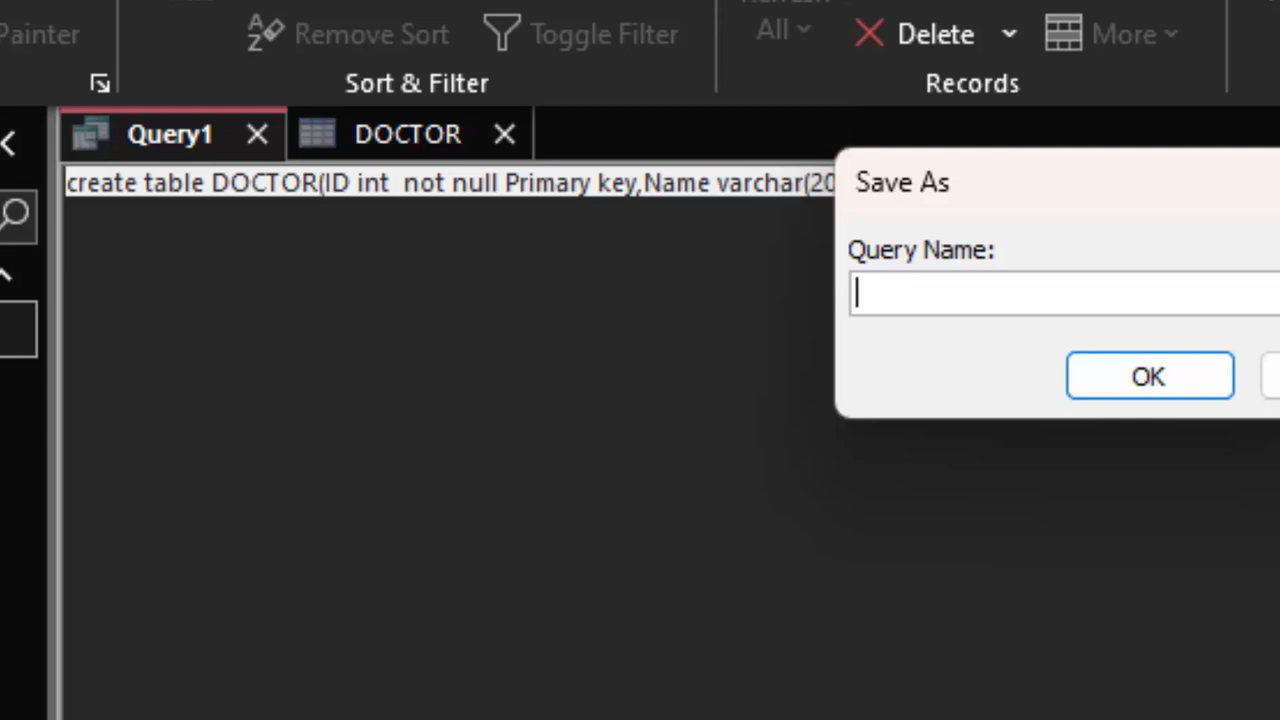 Painter
Remove Sort
Toggle Filter
All
Delete
More
Sort & Filter
Records
Query1
DOCTOR
create table DOCTOR(ID int  not null Primary key,Name varchar(20
Save As
Query Name:
OK